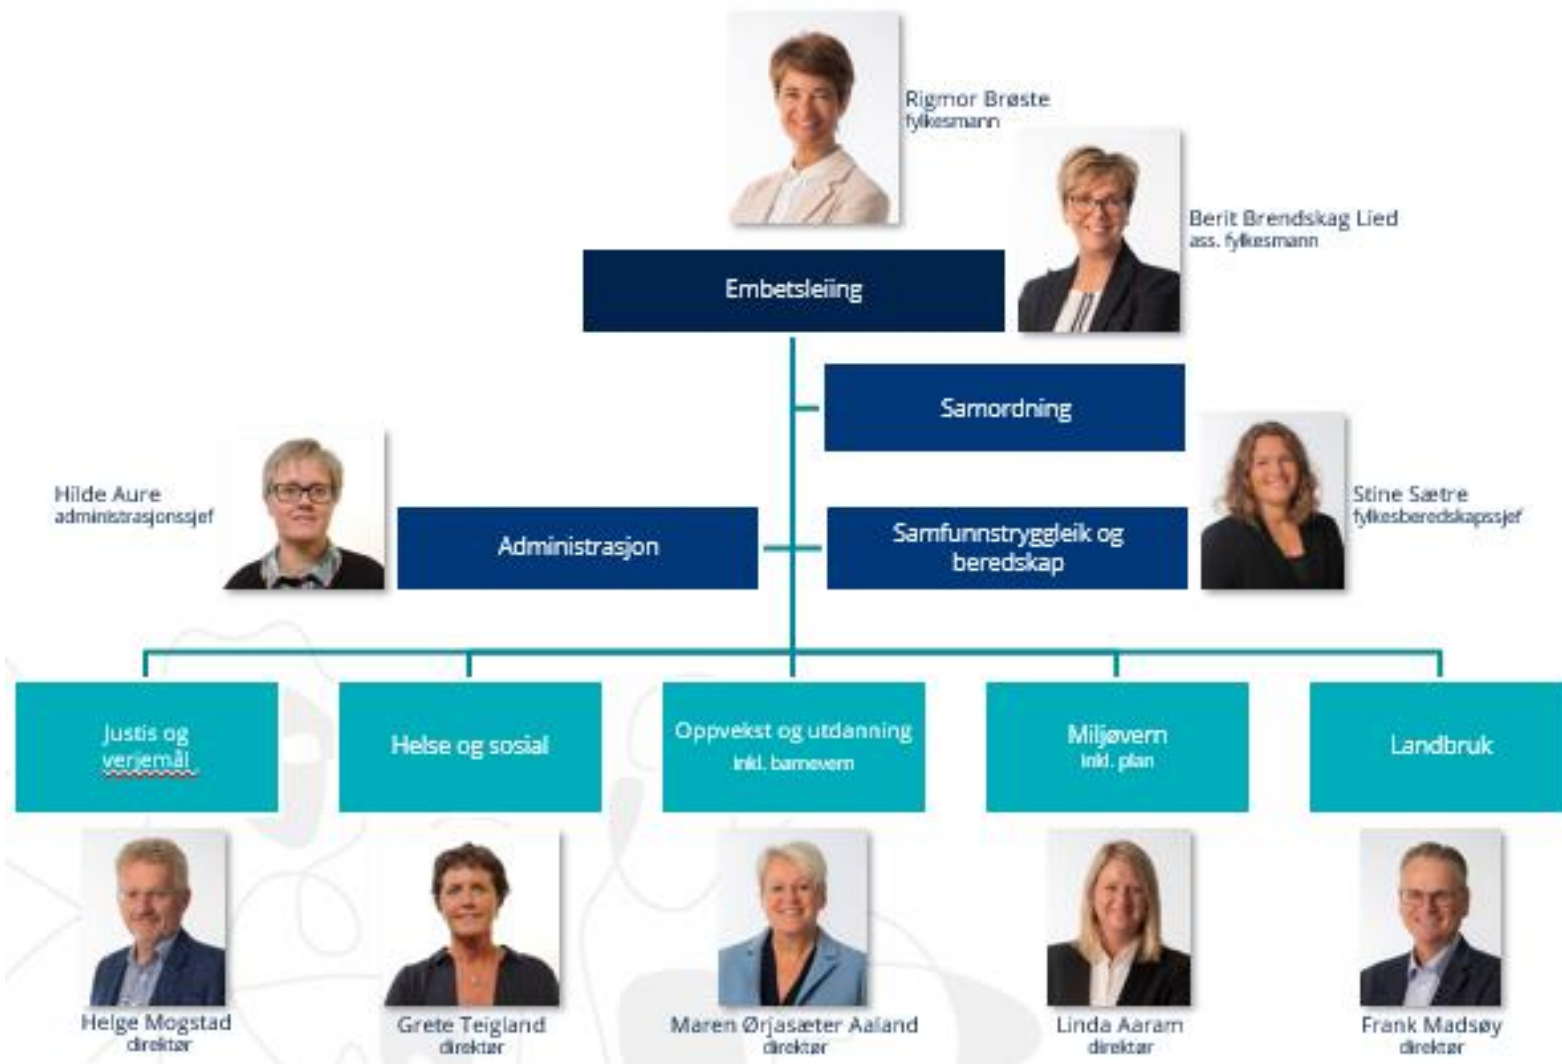 Rigmor Brøste
fylkesmann
Berit Brendskag Lied
ass. fylkesmann
Embetsleiing
Samordning
Hilde Aure
administrasjonssjef
Stine Sætre
fylkesberedskapssjef
Administrasjon
Samfunnstryggleik og
beredskap
Justis og
verjemål
Helse og sosial
Oppvekst og utdanning
inkl. barnevern
Miljøvern
inkl. plan
Landbruk
Helge Mogstad
direktør
Grete Teigland
direktør
Maren Ørjasæter Aaland
direktør
Linda Aaram
direktør
Frank Madsøy
direktør